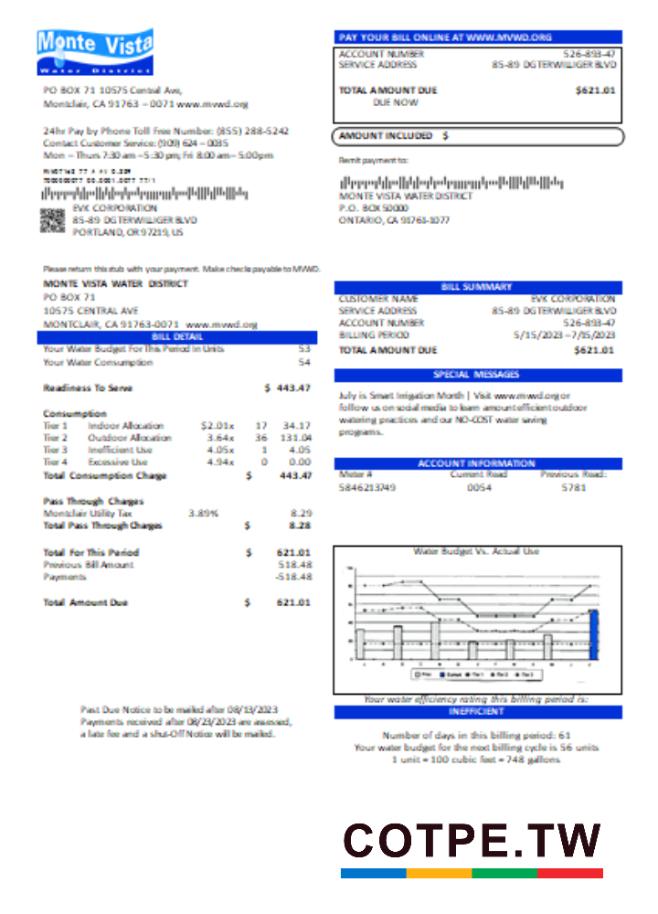 Monte Vista
Water District
PO BOX 71 10575 Central Ave,
Montclair, CA 91763 – 0071 www.mvwd.org
24hr Pay by Phone Toll Free Number: (855) 288-5242
Contact Customer Service: (909) 624 – 0035
Mon – Thurs 7:30 am – 5:30 pm; Fri 8:00 am – 5:00pm
EVK CORPORATION
85-89 DG TERWILLIGER BLVD
PORTLAND, OR 97219, US
PAY YOUR BILL ONLINE AT WWW.MVWD.ORG
ACCOUNT NUMBER 526-893-47
SERVICE ADDRESS 85-89 DG TERWILLIGER BLVD
TOTAL AMOUNT DUE $621.01
DUE NOW
AMOUNT INCLUDED $
Remit payment to:
MONTE VISTA WATER DISTRICT
P.O. BOX 50000
ONTARIO, CA 91761-1077
Please return this stub with your payment. Make checks payable to MVWD.
MONTE VISTA WATER DISTRICT
PO BOX 71
10575 CENTRAL AVE
MONTCLAIR, CA 91763-0071 www.mvwd.org
BILL DETAIL
Your Water Budget For This Period In Units 53
Your Water Consumption 54
Readiness To Serve $ 443.47
Consumption
Tier 1 Indoor Allocation $2.01x 17 34.17
Tier 2 Outdoor Allocation 3.64x 36 131.04
Tier 3 Inefficient Use 4.05x 1 4.05
Tier 4 Excessive Use 4.94x 0 0.00
Total Consumption Charge $ 443.47
Pass Through Charges
Montclair Utility Tax 3.89% 8.29
Total Pass Through Charges $ 8.28
Total For This Period $ 621.01
Previous Bill Amount 518.48
Payments -518.48
Total Amount Due $ 621.01
Past Due Notice to be mailed after 08/13/2023
Payments received after 08/23/2023 are assessed,
a late fee and a shut-Off Notice will be mailed.
BILL SUMMARY
CUSTOMER NAME EVK CORPORATION
SERVICE ADDRESS 85-89 DG TERWILLIGER BLVD
ACCOUNT NUMBER 526-893-47
BILLING PERIOD 5/15/2023 – 7/15/2023
TOTAL AMOUNT DUE $621.01
SPECIAL MESSAGES
July is Smart Irrigation Month | Visit www.mvwd.org or
follow us on social media to learn amount efficient outdoor
watering practices and our NO-COST water saving
programs.
ACCOUNT INFORMATION
Meter # Current Read Previous Read:
5846213749 0054 5781
Water Budget Vs. Actual Use
Your water efficiency rating this billing period is:
INEFFICIENT
Number of days in this billing period: 61
Your water budget for the next billing cycle is 56 units
1 unit = 100 cubic feet = 748 gallons
COTPE.TW